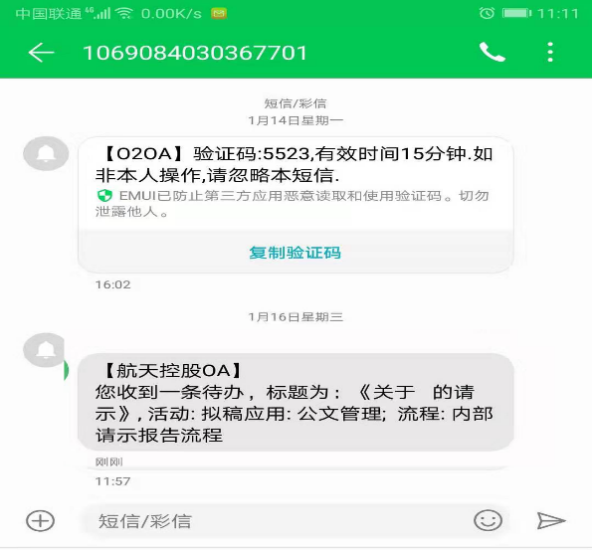 中国联通 46 0.00K/s 11:11
1069084030367701
短信/彩信
1月14日星期一
【O2OA】验证码:5523,有效时间15分钟.如
非本人操作,请忽略本短信.
EMUI已防止第三方应用恶意读取和使用验证码。切勿
泄露他人。
复制验证码
16:02
1月16日星期三
【航天控股OA】
您收到一条待办，标题为：《关于 的请
示》, 活动: 拟稿应用: 公文管理; 流程: 内部
请示报告流程
刚刚
11:57
短信/彩信